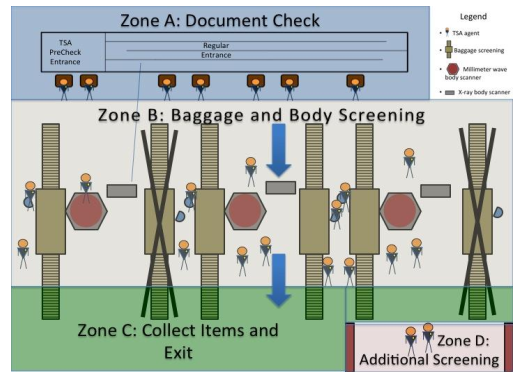 Zone A: Document Check
TSA
PreCheck
Entrance
Regular
Entrance
Legend
TSA agent
Baggage screening
Millimeter wave
body scanner
X-ray body scanner
Zone B: Baggage and Body Screening
Zone C: Collect Items and
Exit
Zone D:
Additional Screening